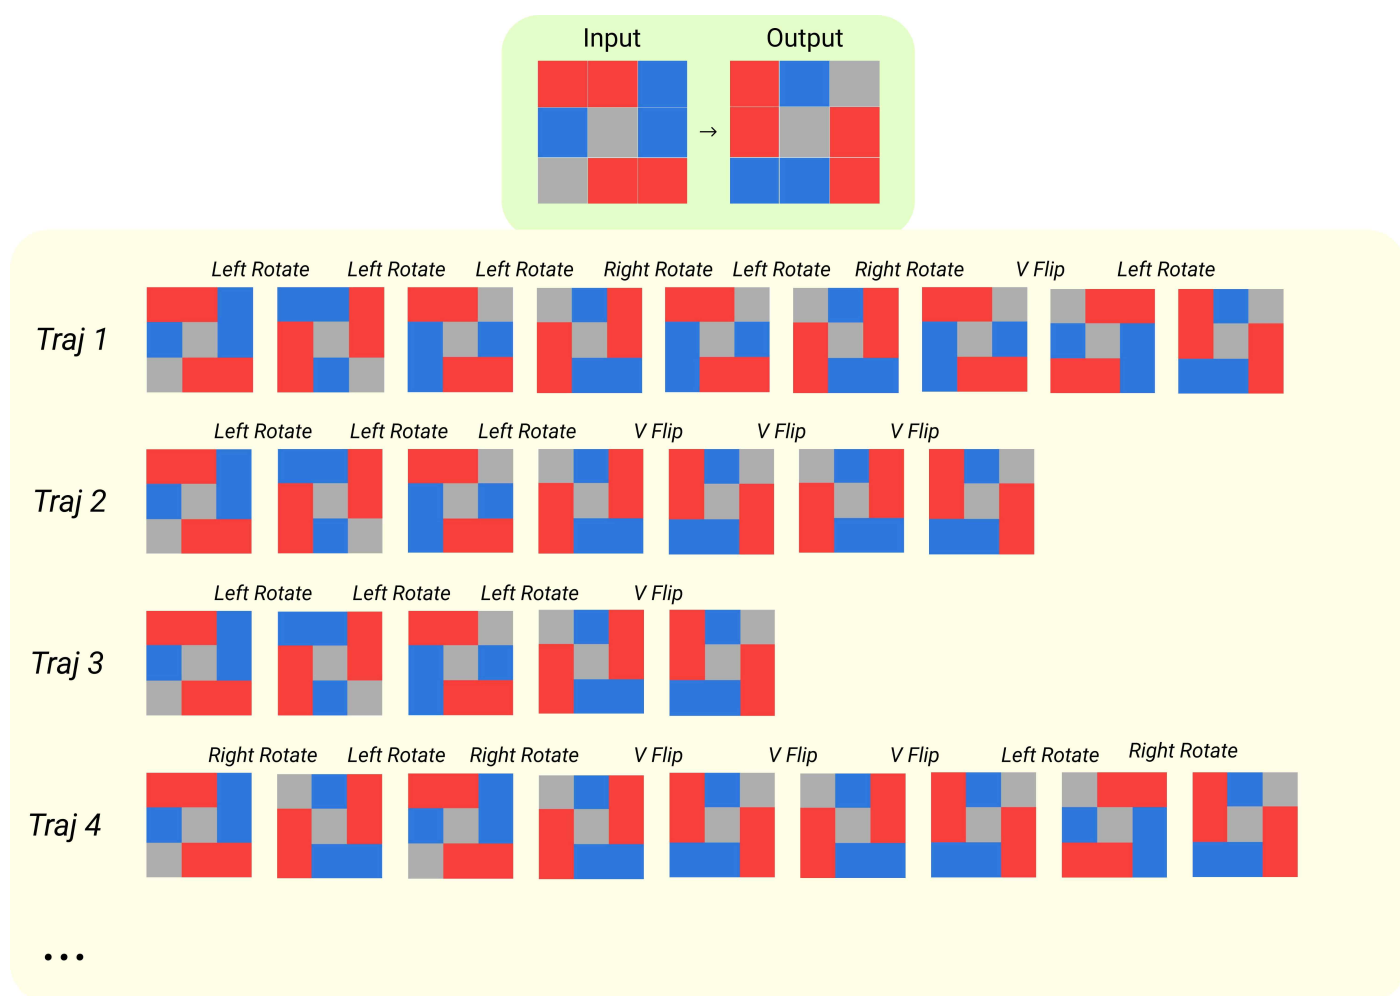 Input Output
→
Left Rotate Left Rotate Left Rotate Right Rotate Left Rotate Right Rotate V Flip Left Rotate
Traj 1
Left Rotate Left Rotate Left Rotate V Flip V Flip V Flip
Traj 2
Left Rotate Left Rotate Left Rotate V Flip
Traj 3
Right Rotate Left Rotate Right Rotate V Flip V Flip V Flip Left Rotate Right Rotate
Traj 4
...